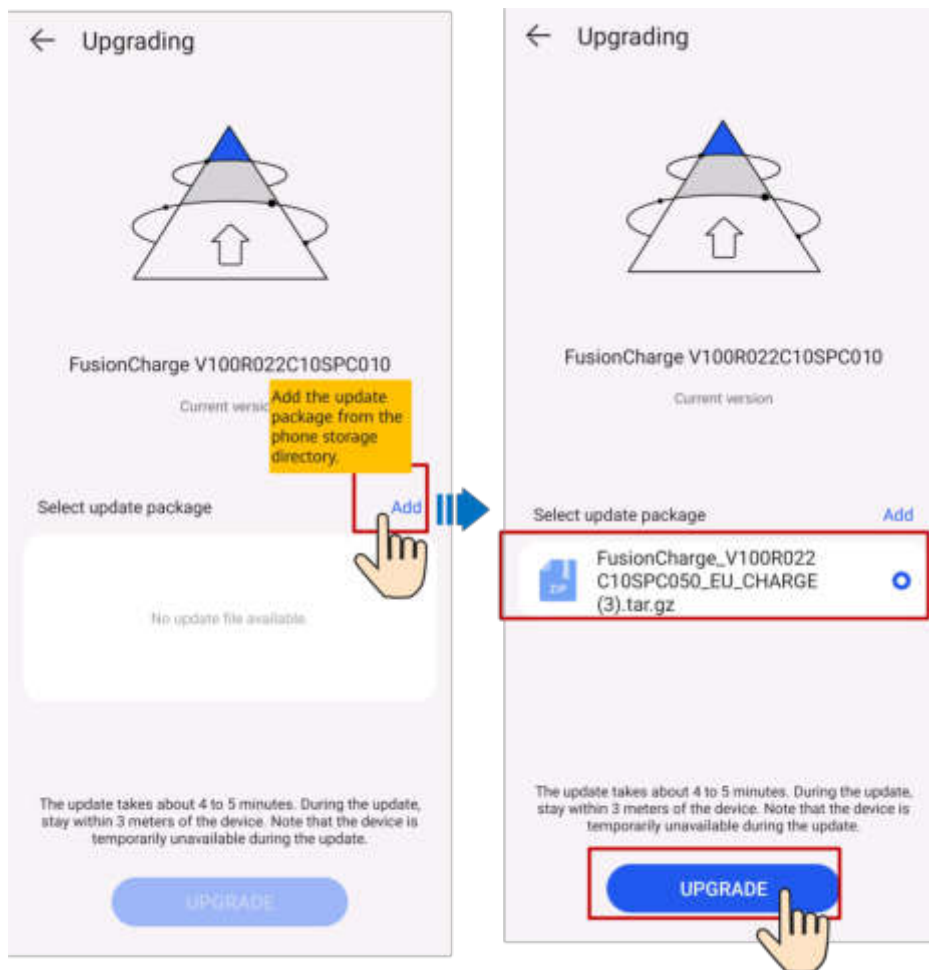 Upgrading
FusionCharge V100R022C10SPC010
Current versio
Add the update
package from the
phone storage
directory.
Select update package
Add
No update file available.
The update takes about 4 to 5 minutes. During the update,
stay within 3 meters of the device. Note that the device is
temporarily unavailable during the update.
UPGRADE
Upgrading
FusionCharge V100R022C10SPC010
Current version
Select update package
Add
ZIP
FusionCharge_V100R022
C10SPC050_EU_CHARGE
(3).tar.gz
The update takes about 4 to 5 minutes. During the update,
stay within 3 meters of the device. Note that the device is
temporarily unavailable during the update.
UPGRADE